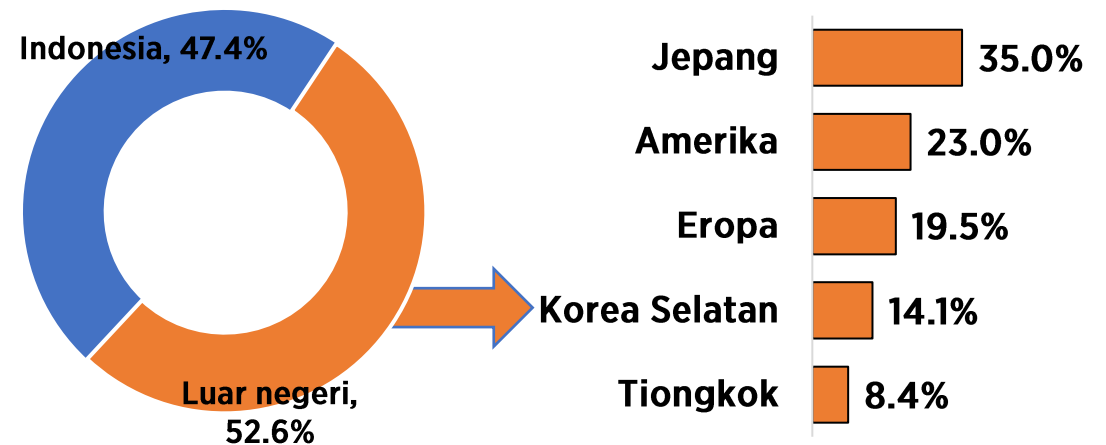 Indonesia, 47.4%
Luar negeri,
52.6%
Jepang 35.0%
Amerika 23.0%
Eropa 19.5%
Korea Selatan 14.1%
Tiongkok 8.4%